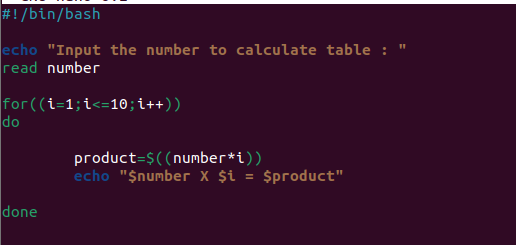 #!/bin/bash
echo "Input the number to calculate table : "
read number
for((i=1;i<=10;i++))
do
product=$((number*i))
echo "$number X $i = $product"
done